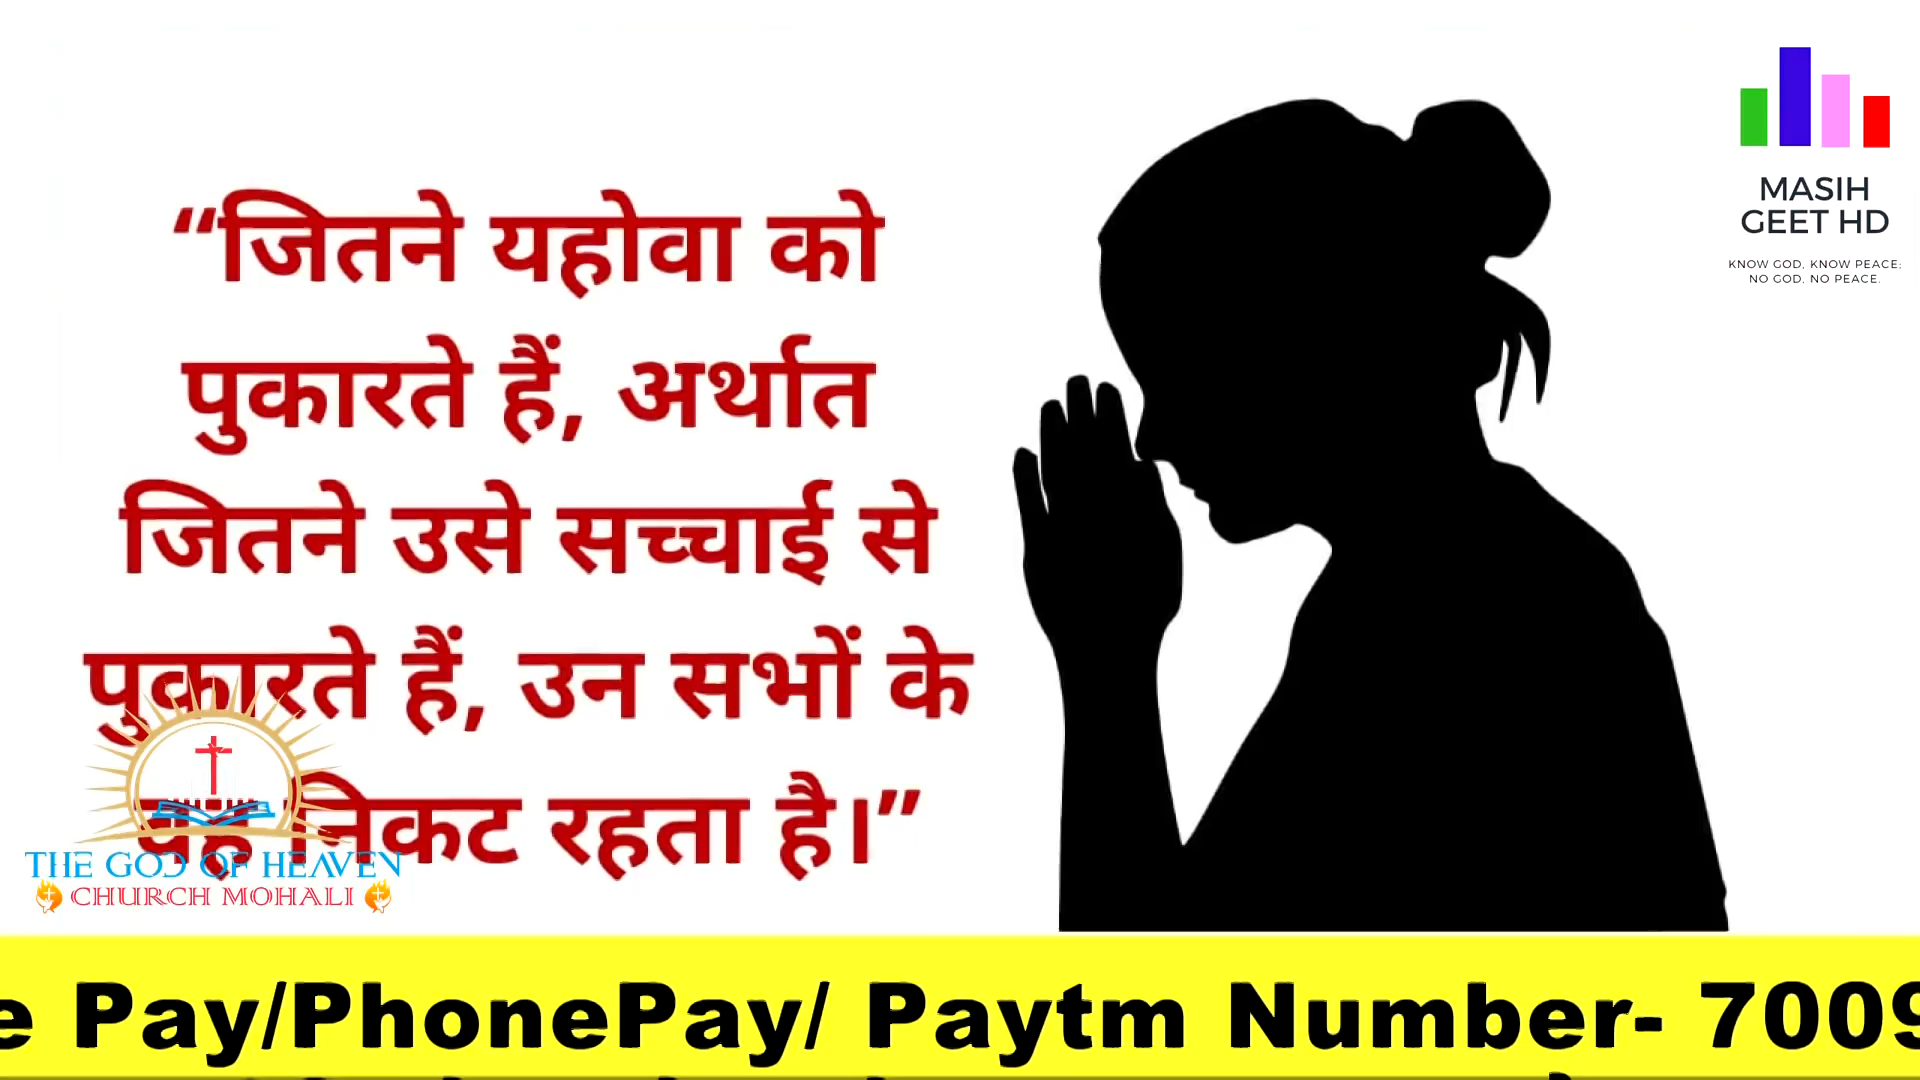 “जितने यहोवा को
पुकारते हैं, अर्थात
जितने उसे सच्चाई से
पुकारते हैं, उन सभों के
वह निकट रहता है।”
MASIH
GEET HD
KNOW GOD, KNOW PEACE;
NO GOD, NO PEACE.
THE GOD OF HEAVEN
CHURCH MOHALI
e Pay/PhonePay/ Paytm Number- 7009